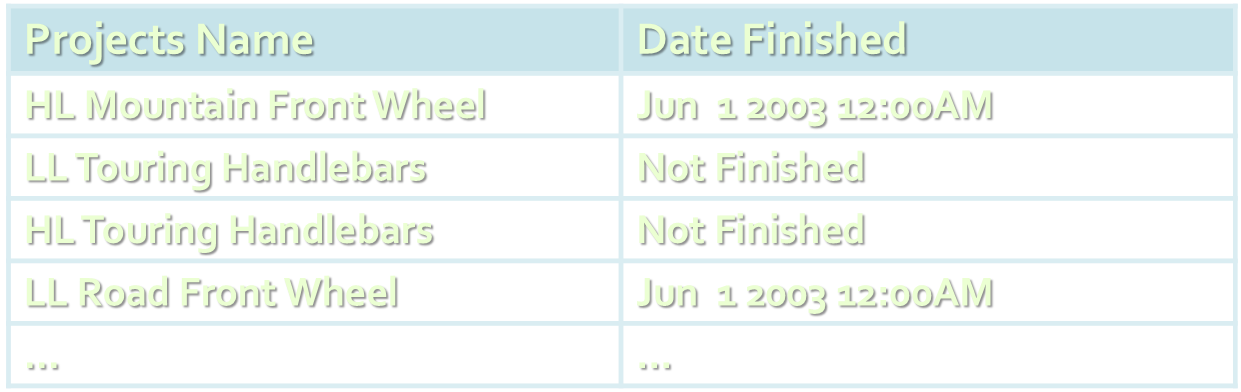 Projects Name Date Finished
HL Mountain Front Wheel Jun  1 2003 12:00AM
LL Touring Handlebars Not Finished
HL Touring Handlebars Not Finished
LL Road Front Wheel Jun  1 2003 12:00AM
... ...